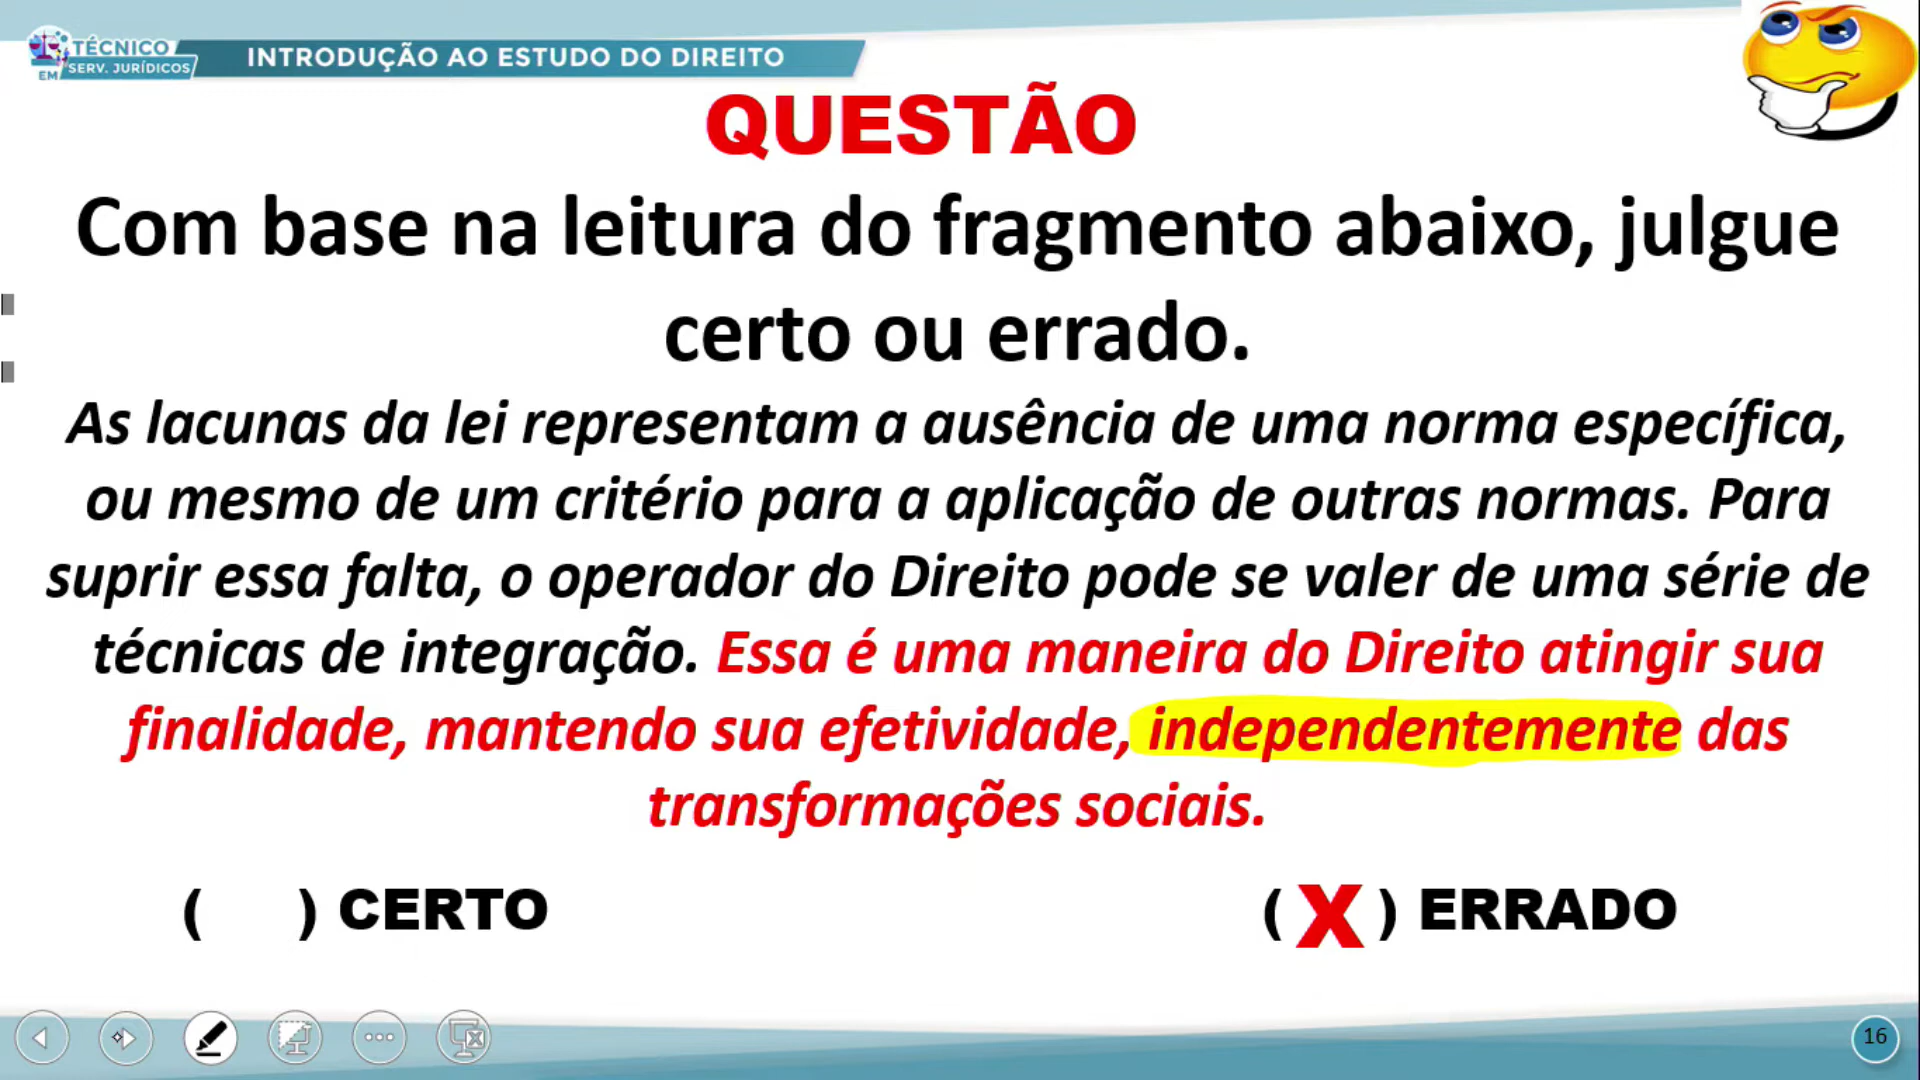 TÉCNICO
EM SERV. JURÍDICOS
INTRODUÇÃO AO ESTUDO DO DIREITO
QUESTÃO
Com base na leitura do fragmento abaixo, julgue
certo ou errado.
As lacunas da lei representam a ausência de uma norma específica,
ou mesmo de um critério para a aplicação de outras normas. Para
suprir essa falta, o operador do Direito pode se valer de uma série de
técnicas de integração. Essa é uma maneira do Direito atingir sua
finalidade, mantendo sua efetividade, independentemente das
transformações sociais.
( ) CERTO
( X ) ERRADO
16